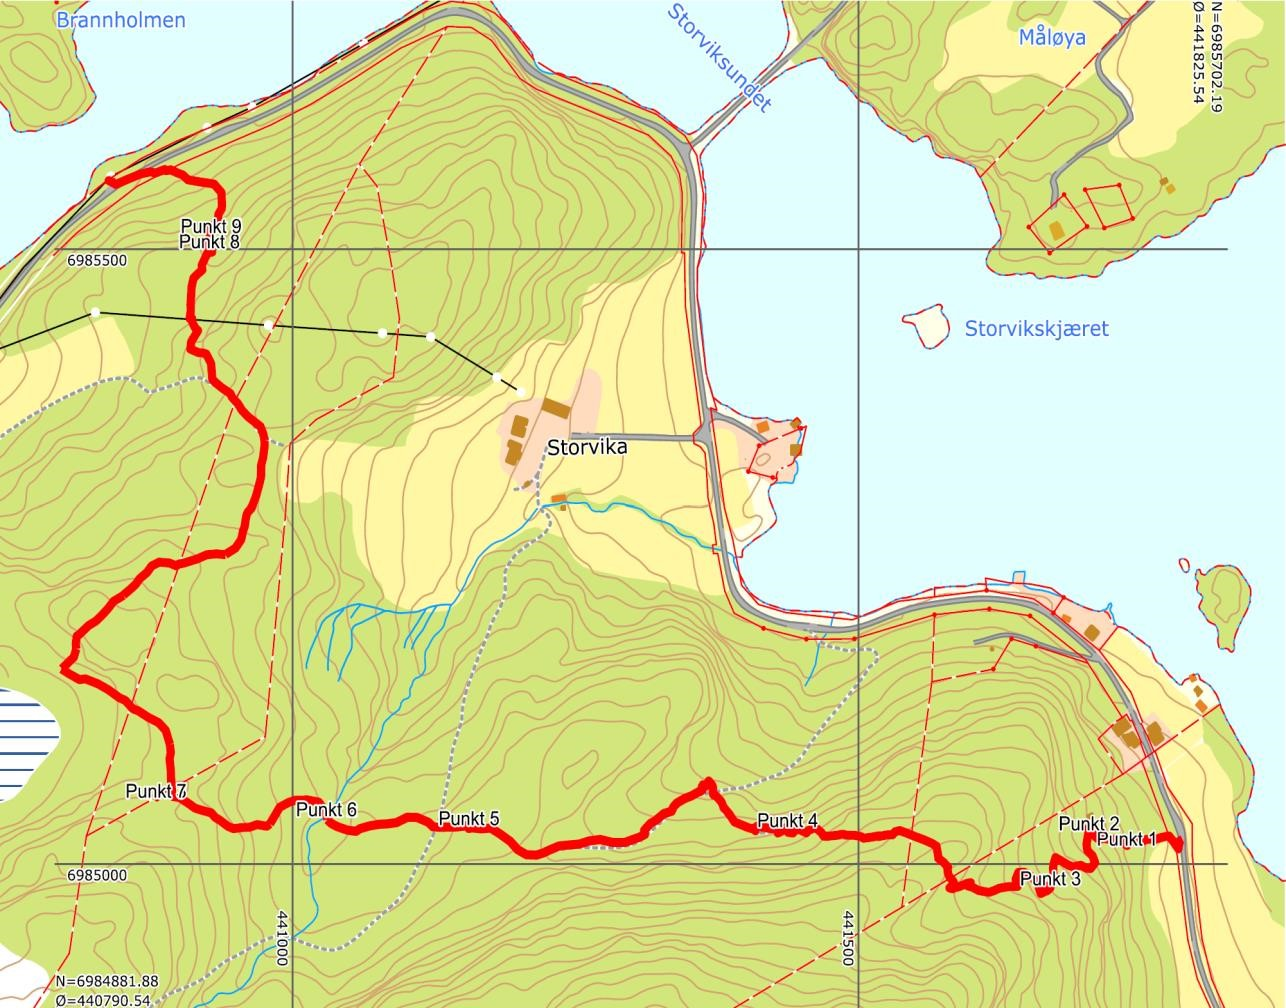 Brannholmen
Storviksundet
Måløya
N=6985702.19
Ø=441825.54
Punkt 9
Punkt 8
6985500
Storvikskjæret
Storvika
Punkt 7
Punkt 6
Punkt 5
Punkt 4
Punkt 2
Punkt 1
Punkt 3
6985000
441000
441500
N=6984881.88
Ø=440790.54